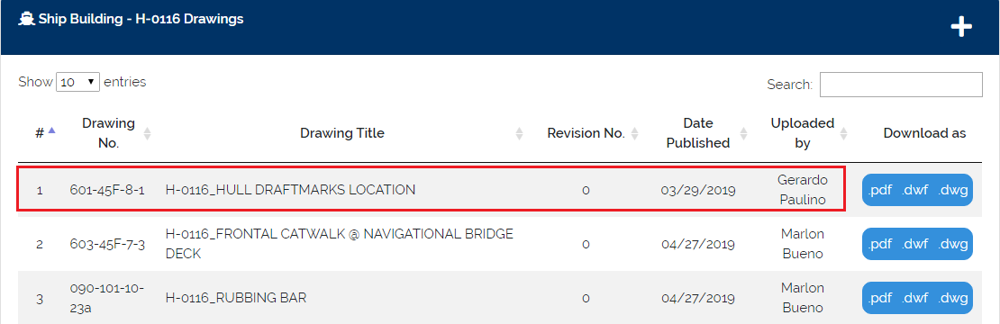 Ship Building - H-0116 Drawings
Show 10 entries
Search:
# Drawing No. Drawing Title Revision No. Date Published Uploaded by Download as
1 601-45F-8-1 H-0116_HULL DRAFTMARKS LOCATION 0 03/29/2019 Gerardo Paulino .pdf .dwf .dwg
2 603-45F-7-3 H-0116_FRONTAL CATWALK @ NAVIGATIONAL BRIDGE DECK 0 04/27/2019 Marlon Bueno .pdf .dwf .dwg
3 090-101-10-23a H-0116_RUBBING BAR 0 04/27/2019 Marlon Bueno .pdf .dwf .dwg